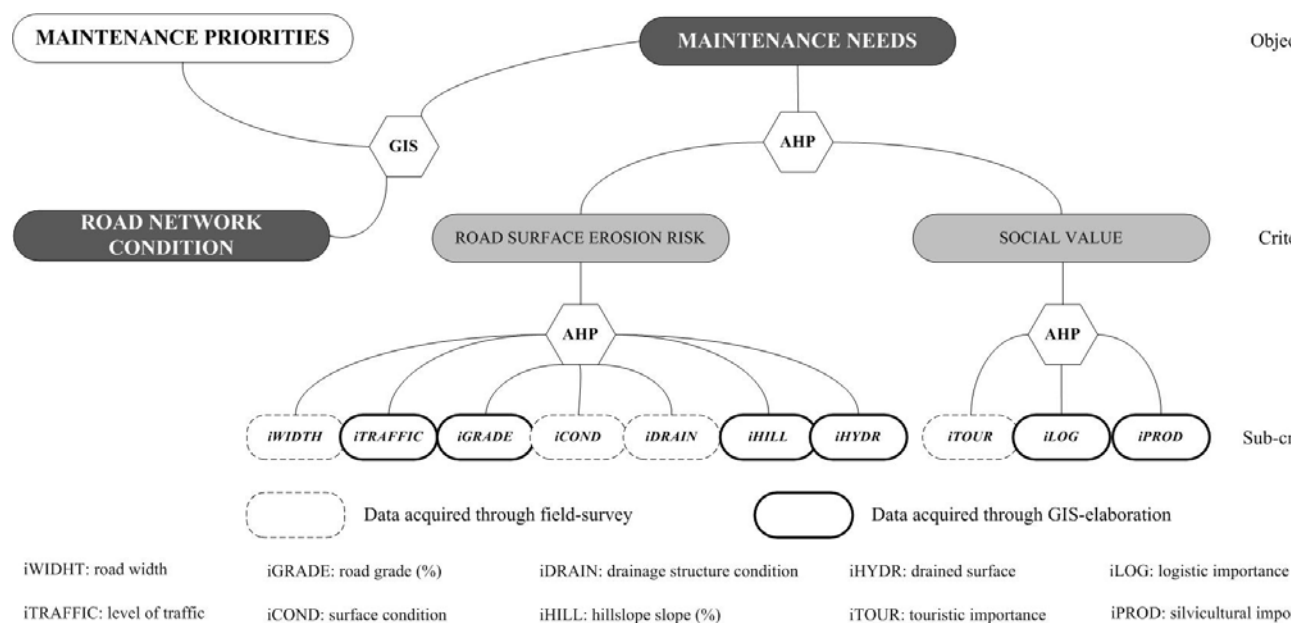 MAINTENANCE PRIORITIES
MAINTENANCE NEEDS
Objec
GIS
AHP
ROAD NETWORK
CONDITION
ROAD SURFACE EROSION RISK
SOCIAL VALUE
Crite
AHP
AHP
iWIDTH
iTRAFFIC
iGRADE
iCOND
iDRAIN
iHILL
iHYDR
iTOUR
iLOG
iPROD
Sub-cr
Data acquired through field-survey
Data acquired through GIS-elaboration
iWIDHT: road width
iGRADE: road grade (%)
iDRAIN: drainage structure condition
iHYDR: drained surface
iLOG: logistic importance
iTRAFFIC: level of traffic
iCOND: surface condition
iHILL: hillslope slope (%)
iTOUR: touristic importance
iPROD: silvicultural impo